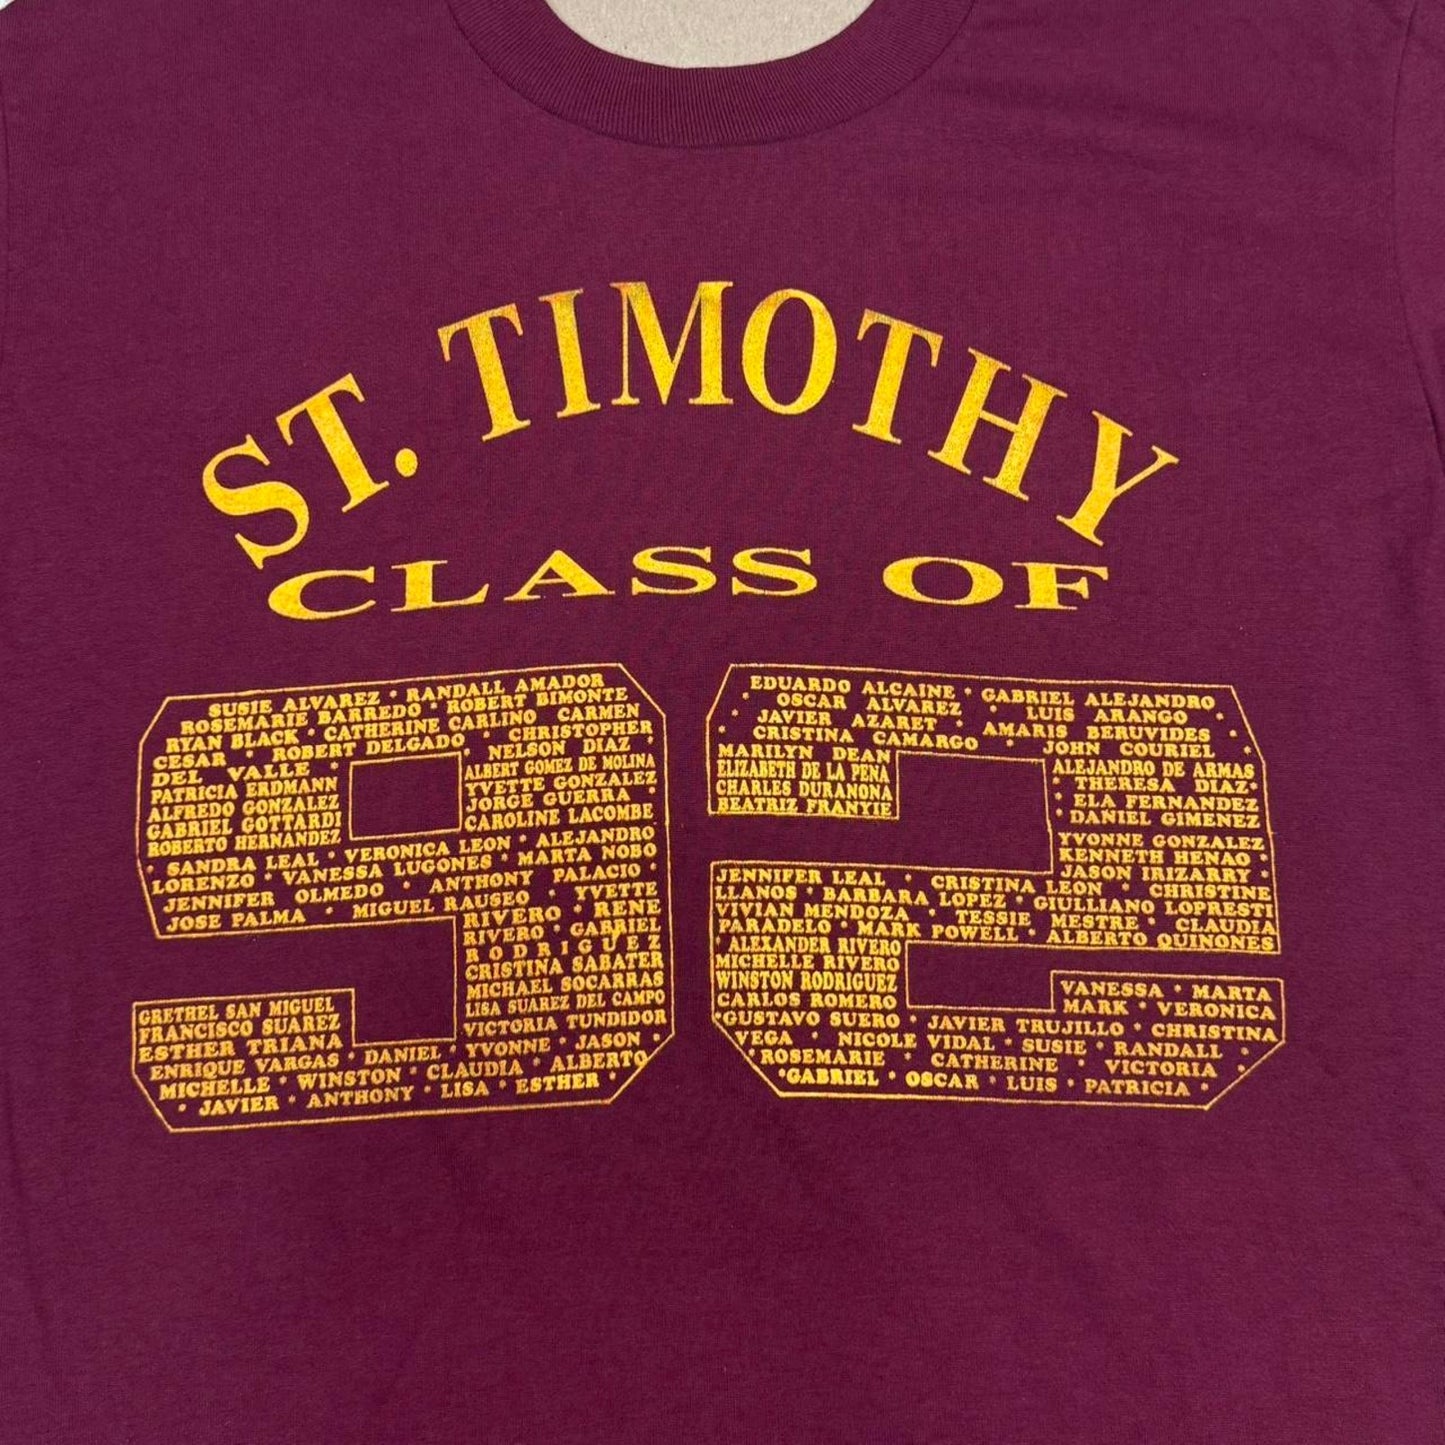 ST. TIMOTHY
CLASS OF
SUSIE ALVAREZ * RANDALL AMADOR
ROSEMARIE BARREDO * ROBERT BIMONTE
RYAN BLACK * CATHERINE CARLINO * CARMEN
CESAR * ROBERT DELGADO * CHRISTOPHER
DEL VALLE * NELSON DIAZ *
PATRICIA ERDMANN ALBERT GOMEZ DE MOLINA
ALFREDO GONZALEZ YVETTE GONZALEZ
GABRIEL GOTTARDI JORGE GUERRA *
ROBERTO HERNANDEZ CAROLINE LACOMBE
* SANDRA LEAL * VERONICA LEON * ALEJANDRO
LORENZO * VANESSA LUGONES * MARTA NOBO
JENNIFER OLMEDO * ANTHONY PALACIO *
JOSE PALMA * MIGUEL RAUSEO * YVETTE
RIVERO * RENE
RIVERO * GABRIEL
RODRIGUEZ
CRISTINA SABATER
MICHAEL SOCARRAS
GRETHEL SAN MIGUEL LISA SUAREZ DEL CAMPO
FRANCISCO SUAREZ VICTORIA TUNDIDOR
ESTHER TRIANA
ENRIQUE VARGAS * DANIEL * YVONNE * JASON *
MICHELLE * WINSTON * CLAUDIA * ALBERTO
* JAVIER * ANTHONY * LISA * ESTHER *
EDUARDO ALCAINE * GABRIEL ALEJANDRO
* OSCAR ALVAREZ * LUIS ARANGO *
* JAVIER AZARET * AMARIS BERUVIDES
* CRISTINA CAMARGO * JOHN COURIEL *
MARILYN DEAN ALEJANDRO DE ARMAS
ELIZABETH DE LA PENA * THERESA DIAZ*
CHARLES DURANONA * ELA FERNANDEZ
BEATRIZ FRANYIE * DANIEL GIMENEZ
YVONNE GONZALEZ
KENNETH HENAO *
JASON IRIZARRY *
JENNIFER LEAL * CRISTINA LEON * CHRISTINE
LLANOS * BARBARA LOPEZ * GIULLIANO LOPRESTI
VIVIAN MENDOZA * TESSIE MESTRE * CLAUDIA
PARADELO * MARK POWELL * ALBERTO QUINONES
* ALEXANDER RIVERO
MICHELLE RIVERO
WINSTON RODRIGUEZ VANESSA * MARTA
CARLOS ROMERO MARK * VERONICA
*GUSTAVO SUERO * JAVIER TRUJILLO * CHRISTINA
VEGA * NICOLE VIDAL * SUSIE * RANDALL
*ROSEMARIE * CATHERINE * VICTORIA *
*GABRIEL * OSCAR * LUIS * PATRICIA *